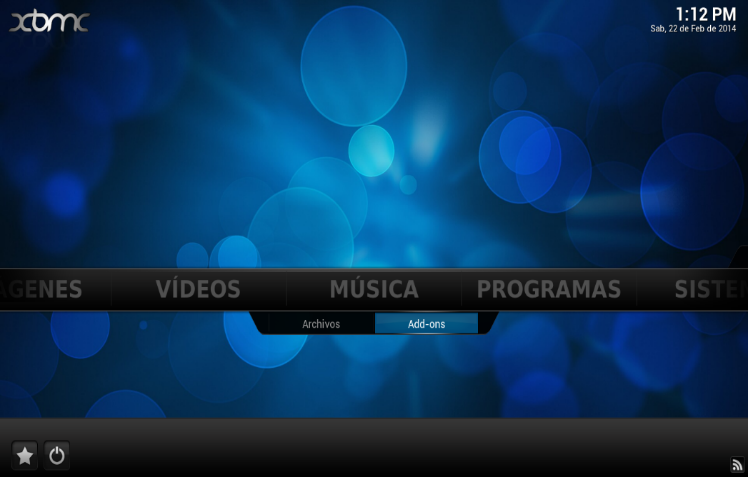 xbmc
1:12 PM
Sab, 22 de Feb de 2014
AGENES VÍDEOS MÚSICA PROGRAMAS SISTE
Archivos Add-ons